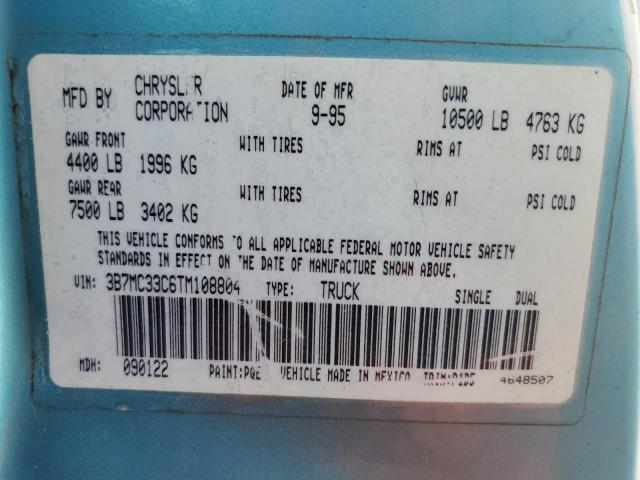 MFD BY CHRYSLER CORPORATION DATE OF MFR 9-95 GVWR 10500 LB 4763 KG
GAWR FRONT WITH TIRES RIMS AT PSI COLD
4400 LB 1996 KG
GAWR REAR WITH TIRES RIMS AT PSI COLD
7500 LB 3402 KG
THIS VEHICLE CONFORMS TO ALL APPLICABLE FEDERAL MOTOR VEHICLE SAFETY
STANDARDS IN EFFECT ON THE DATE OF MANUFACTURE SHOWN ABOVE.
VIN: 3B7MC33C6TM108804 TYPE: TRUCK SINGLE DUAL
MDH: 090122 PAINT:PQE VEHICLE MADE IN MEXICO 4648507